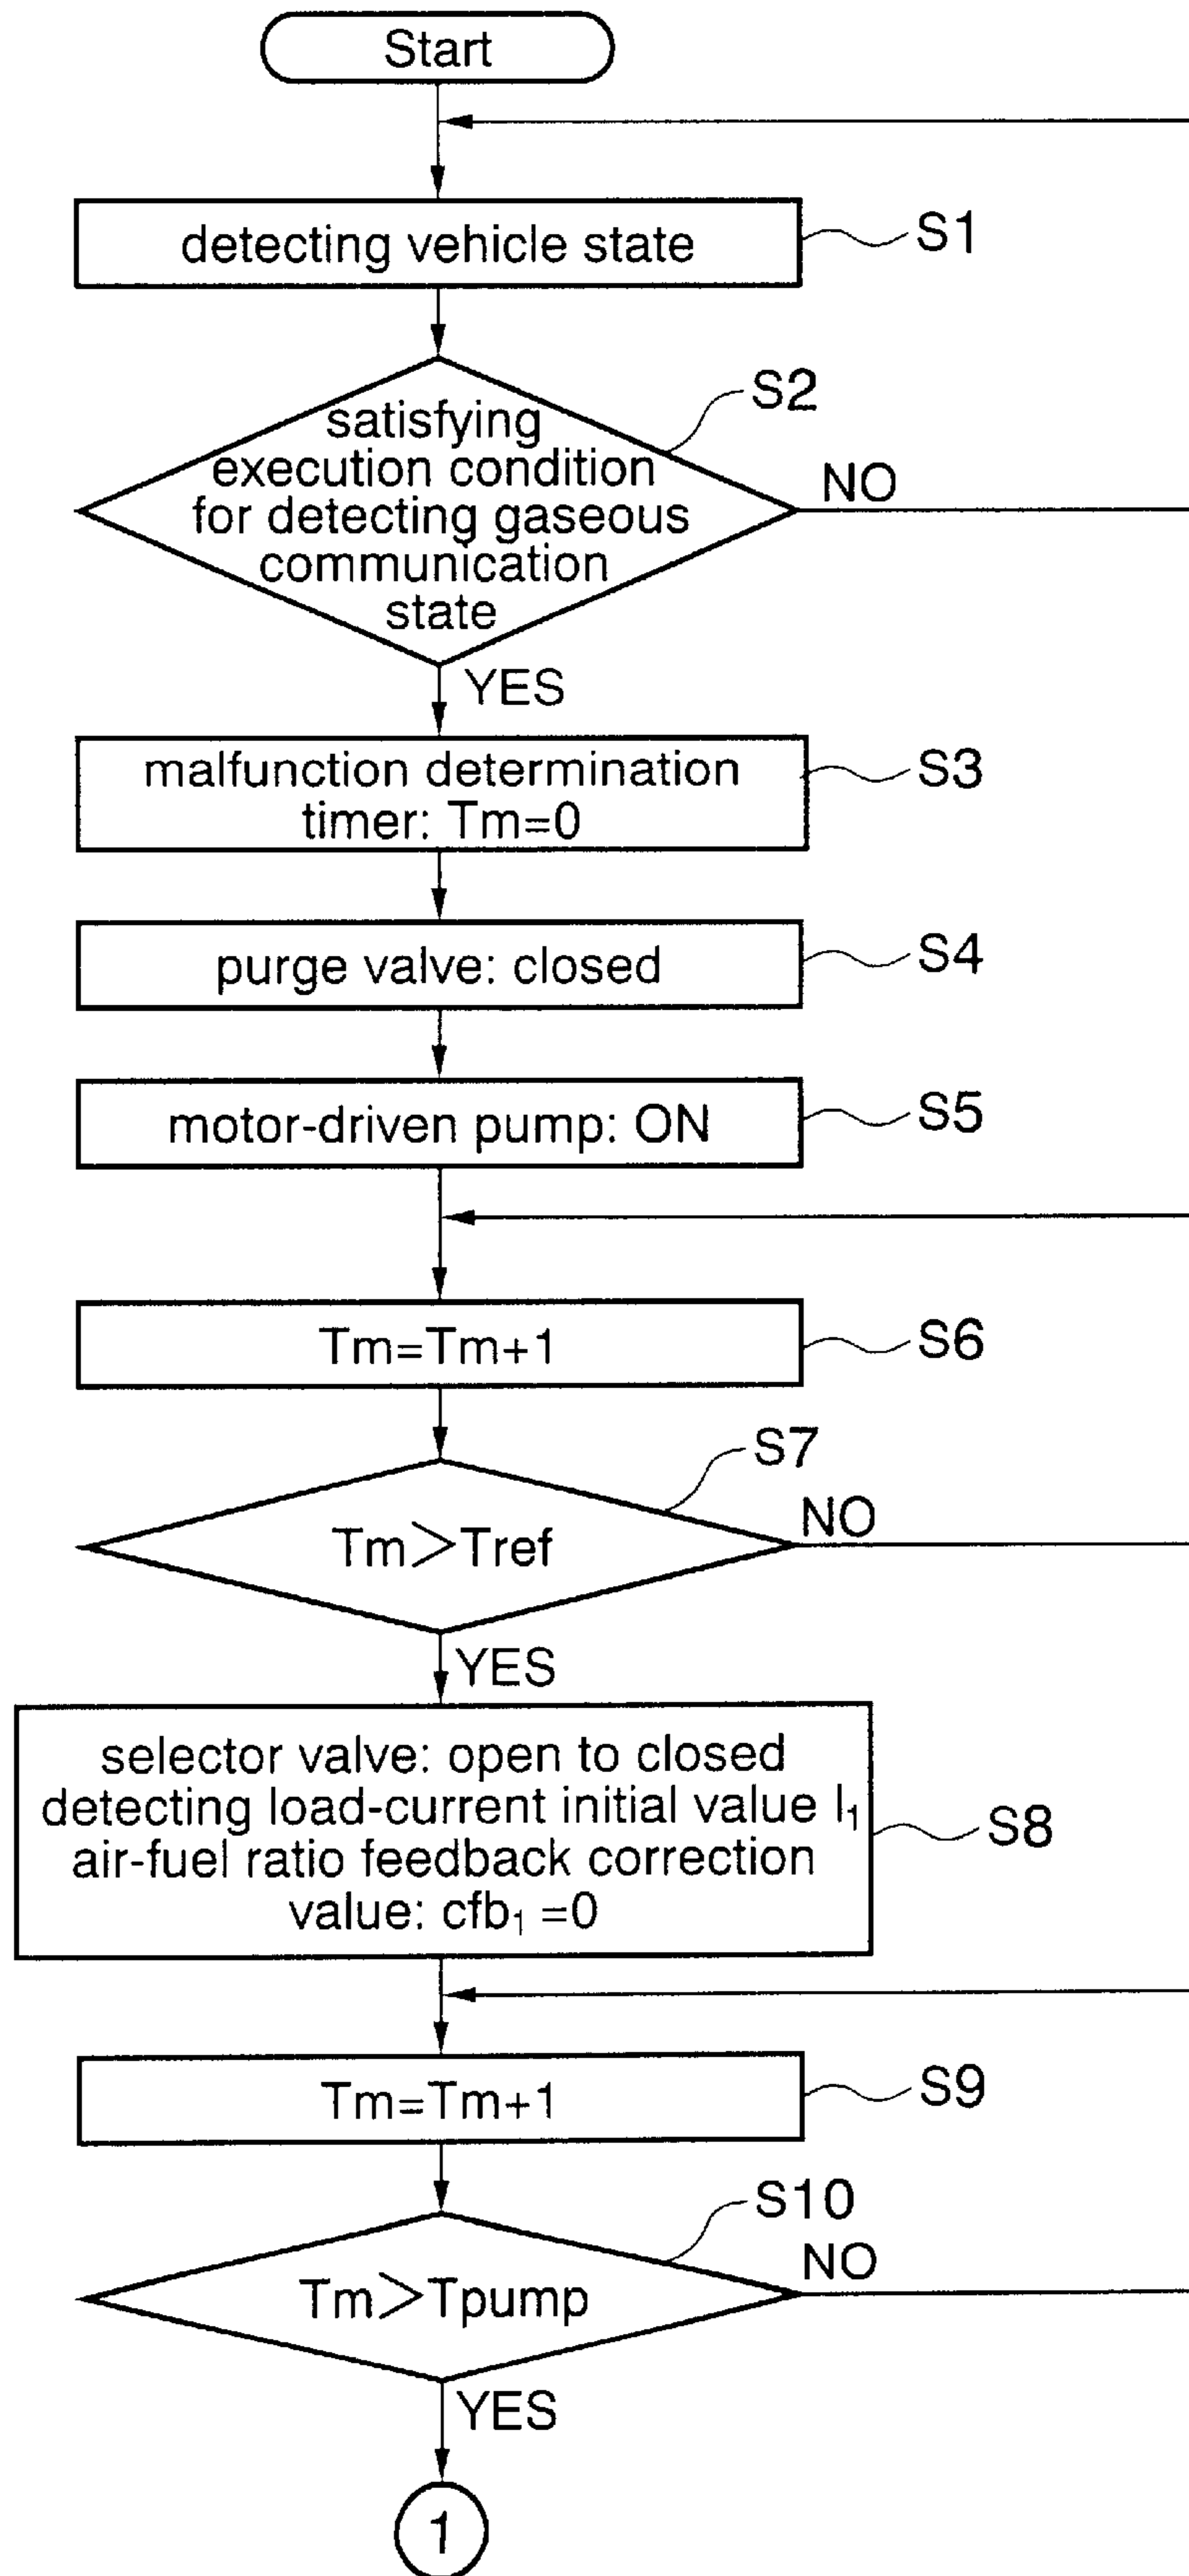 Start
detecting vehicle state
S1
S2
satisfying
execution condition
for detecting gaseous
communication
state
NO
YES
malfunction determination
timer: Tm=0
S3
purge valve: closed
S4
motor-driven pump: ON
S5
Tm=Tm+1
S6
S7
Tm>Tref
NO
YES
selector valve: open to closed
detecting load-current initial value I₁
air-fuel ratio feedback correction
value: cfb₁ =0
S8
Tm=Tm+1
S9
S10
Tm>Tpump
NO
YES
1